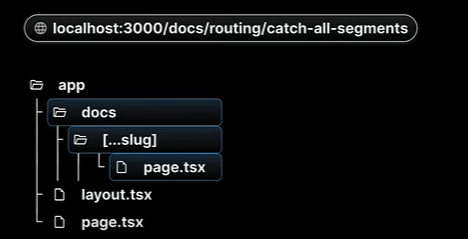 localhost:3000/docs/routing/catch-all-segments
app
docs
[...slug]
page.tsx
layout.tsx
page.tsx